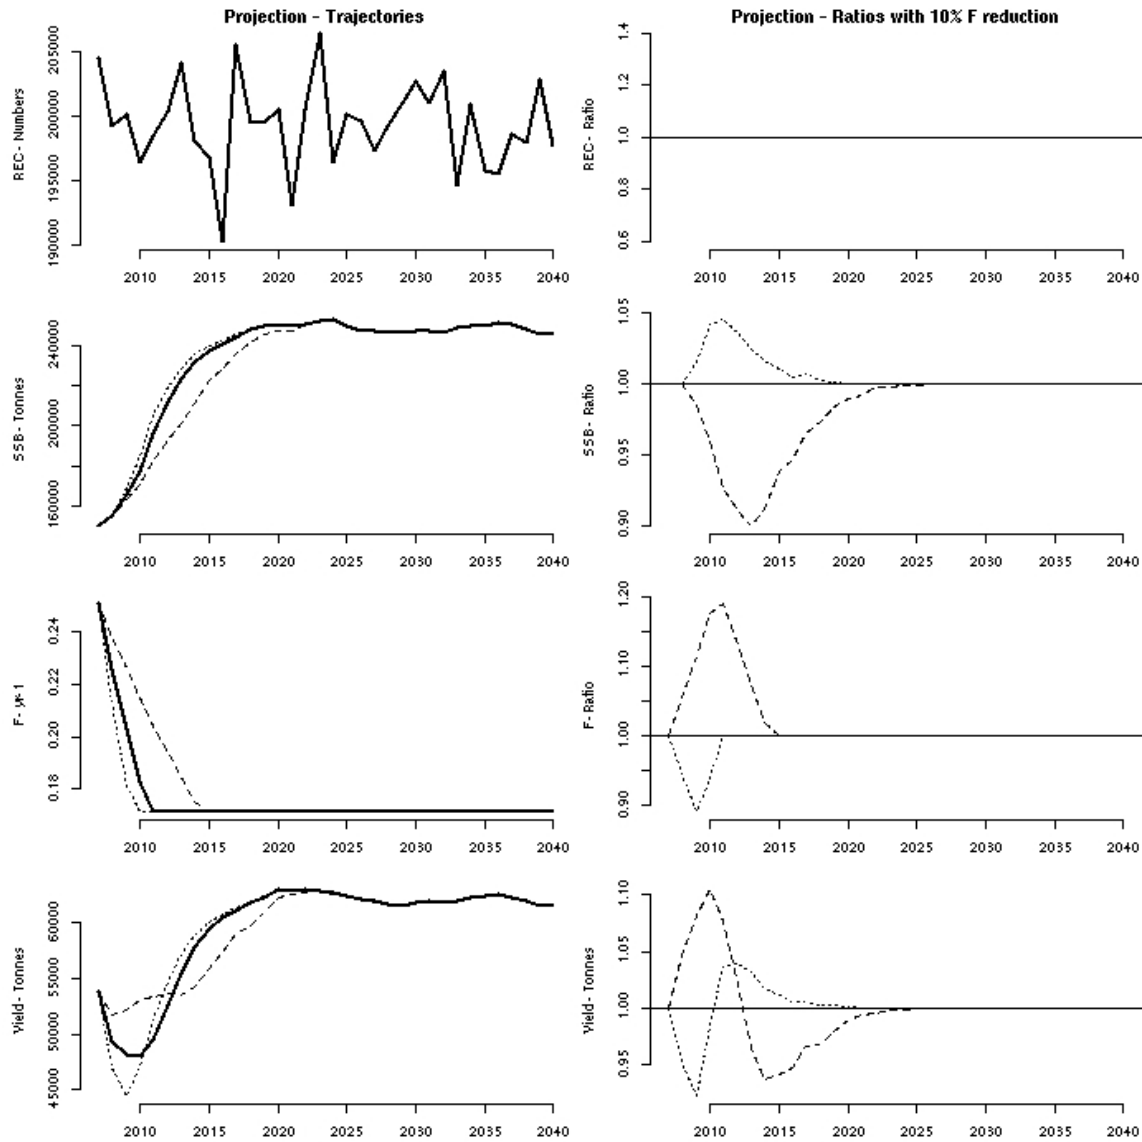 Projection - Trajectories
Projection - Ratios with 10% F reduction
REC - Numbers
190000 195000 200000 205000
2010 2015 2020 2025 2030 2035 2040
REC - Ratio
0.6 0.8 1.0 1.2 1.4
2010 2015 2020 2025 2030 2035 2040
SSB - Tonnes
160000 200000 240000
2010 2015 2020 2025 2030 2035 2040
SSB - Ratio
0.90 0.95 1.00 1.05
2010 2015 2020 2025 2030 2035 2040
F - yr-1
0.18 0.20 0.22 0.24
2010 2015 2020 2025 2030 2035 2040
F - Ratio
0.90 1.00 1.10 1.20
2010 2015 2020 2025 2030 2035 2040
Yield - Tonnes
45000 50000 55000 60000
2010 2015 2020 2025 2030 2035 2040
Yield - Tonnes
0.95 1.00 1.05 1.10
2010 2015 2020 2025 2030 2035 2040